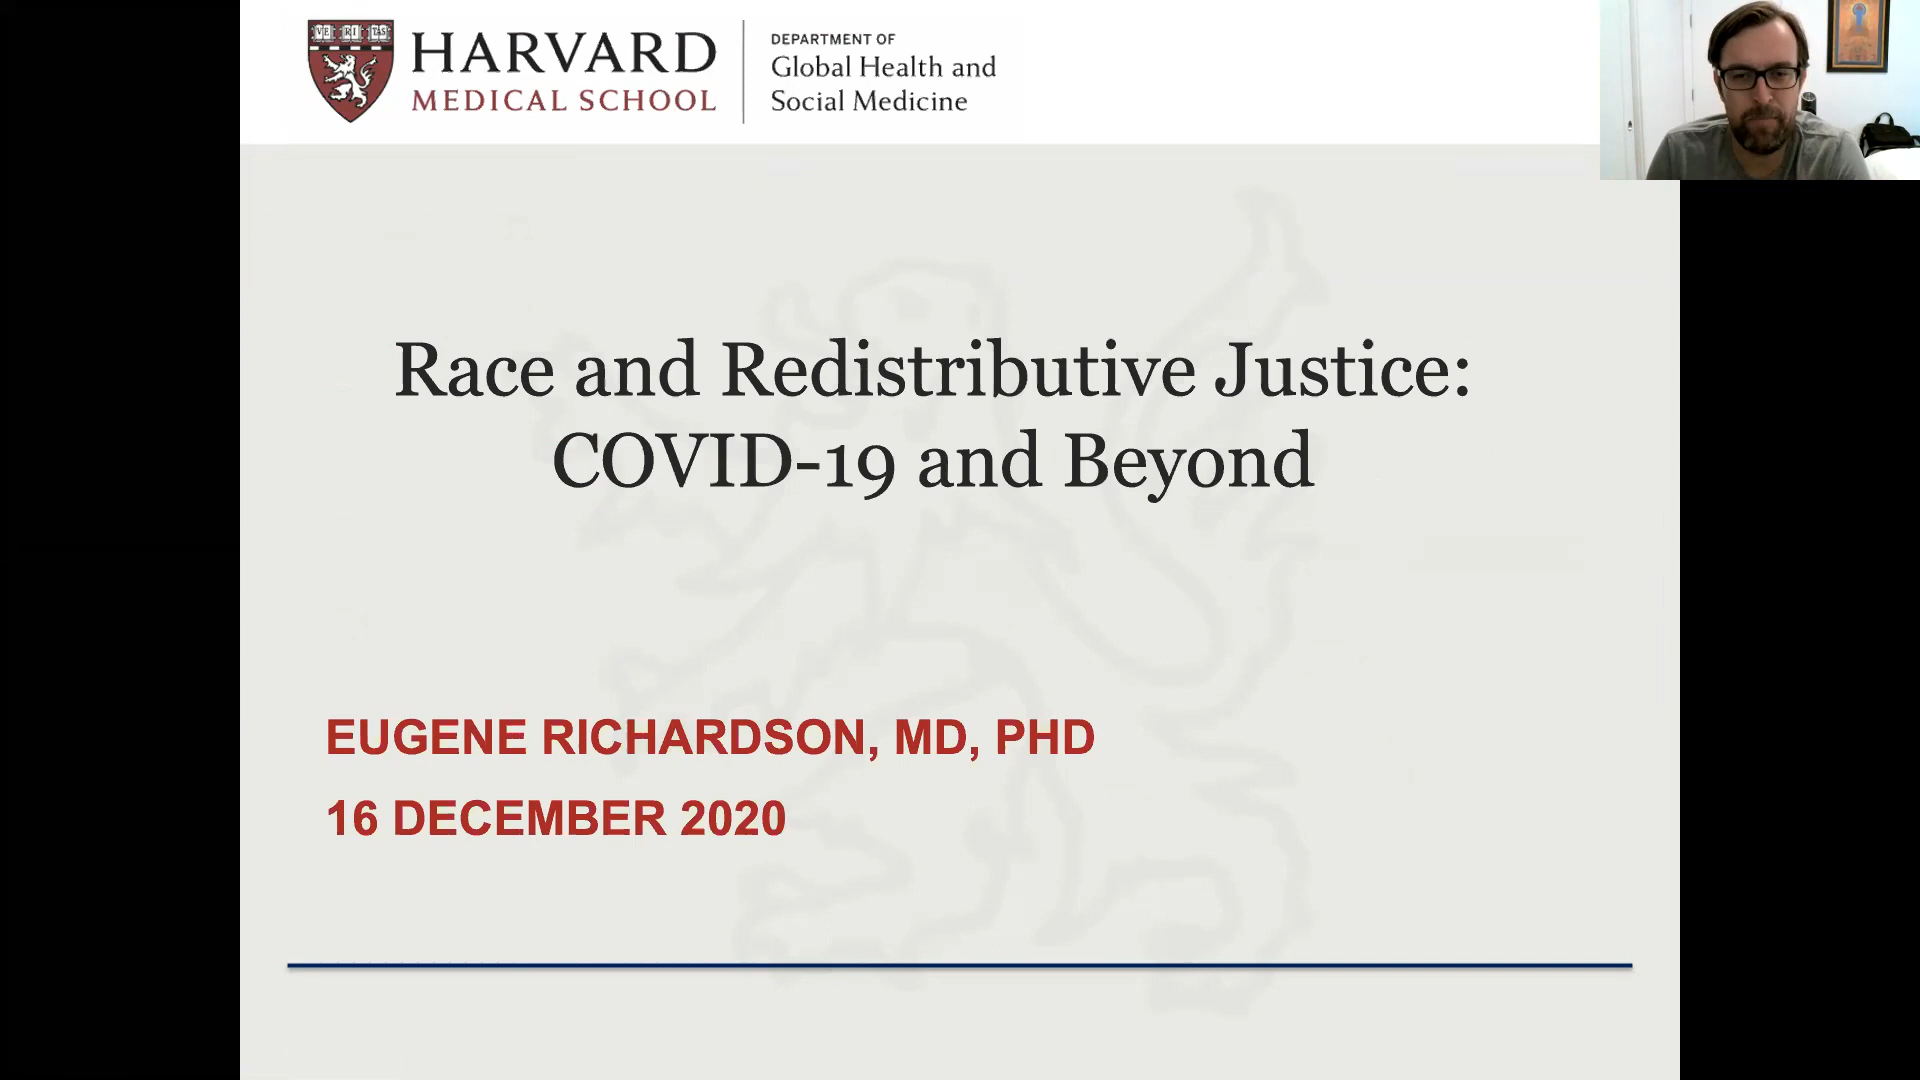 VE RI TAS
HARVARD
MEDICAL SCHOOL
DEPARTMENT OF
Global Health and
Social Medicine
Race and Redistributive Justice:
COVID-19 and Beyond
EUGENE RICHARDSON, MD, PHD
16 DECEMBER 2020